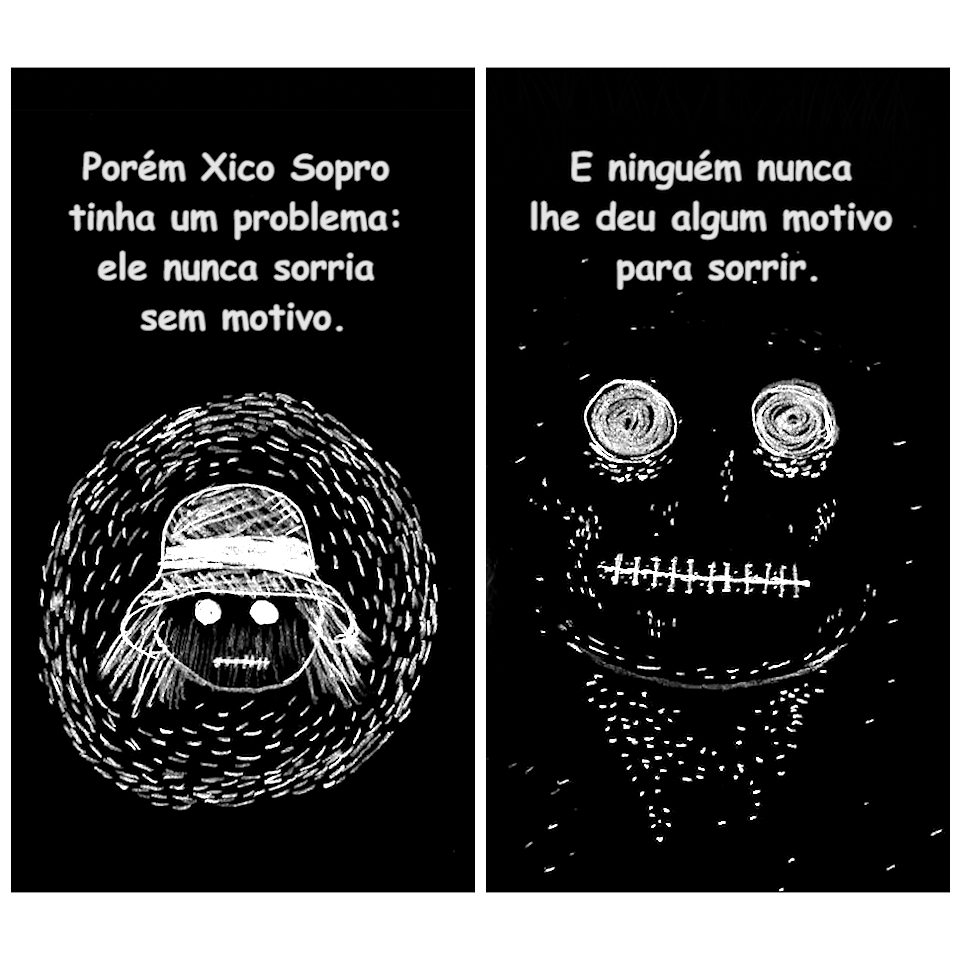 Porém Xico Sopro
tinha um problema:
ele nunca sorria
sem motivo.
E ninguém nunca
lhe deu algum motivo
para sorrir.